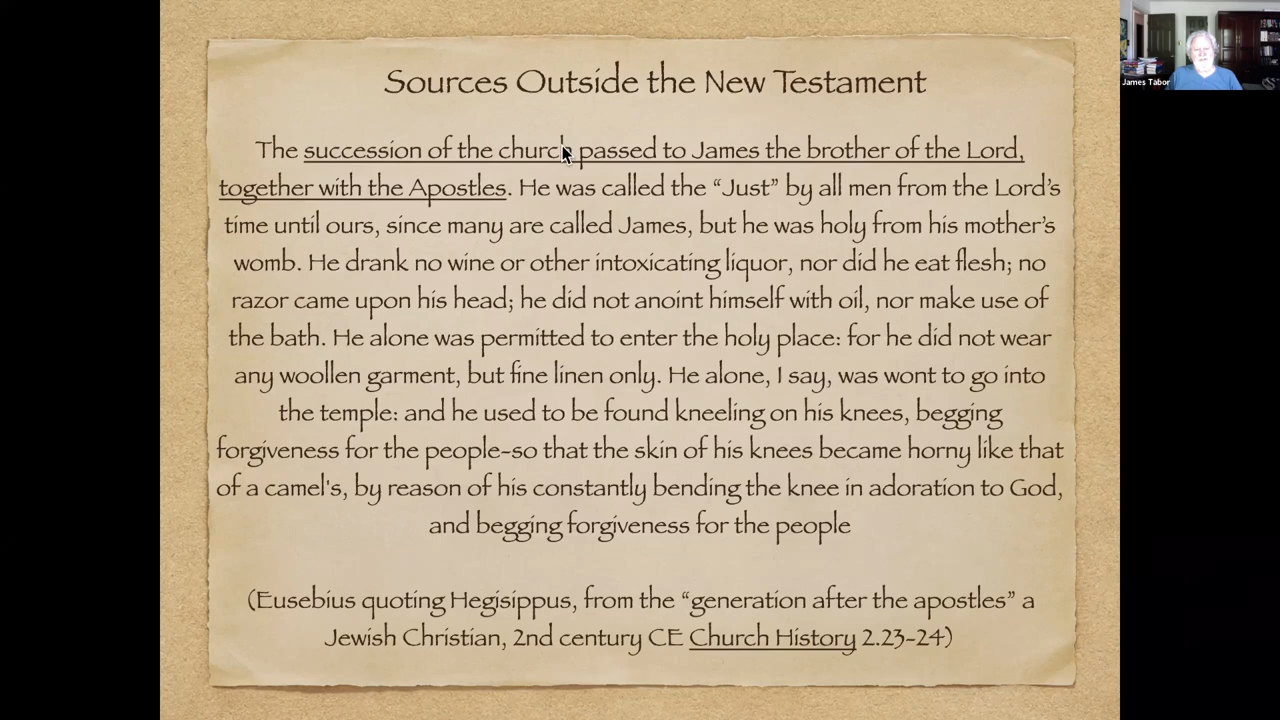 Sources Outside the New Testament
The succession of the church passed to James the brother of the Lord,
together with the Apostles. He was called the “Just” by all men from the Lord’s
time until ours, since many are called James, but he was holy from his mother’s
womb. He drank no wine or other intoxicating liquor, nor did he eat flesh; no
razor came upon his head; he did not anoint himself with oil, nor make use of
the bath. He alone was permitted to enter the holy place: for he did not wear
any woollen garment, but fine linen only. He alone, I say, was wont to go into
the temple: and he used to be found kneeling on his knees, begging
forgiveness for the people-so that the skin of his knees became horny like that
of a camel's, by reason of his constantly bending the knee in adoration to God,
and begging forgiveness for the people
(Eusebius quoting Hegisippus, from the “generation after the apostles” a
Jewish Christian, 2nd century CE Church History 2.23-24)
James Tabor